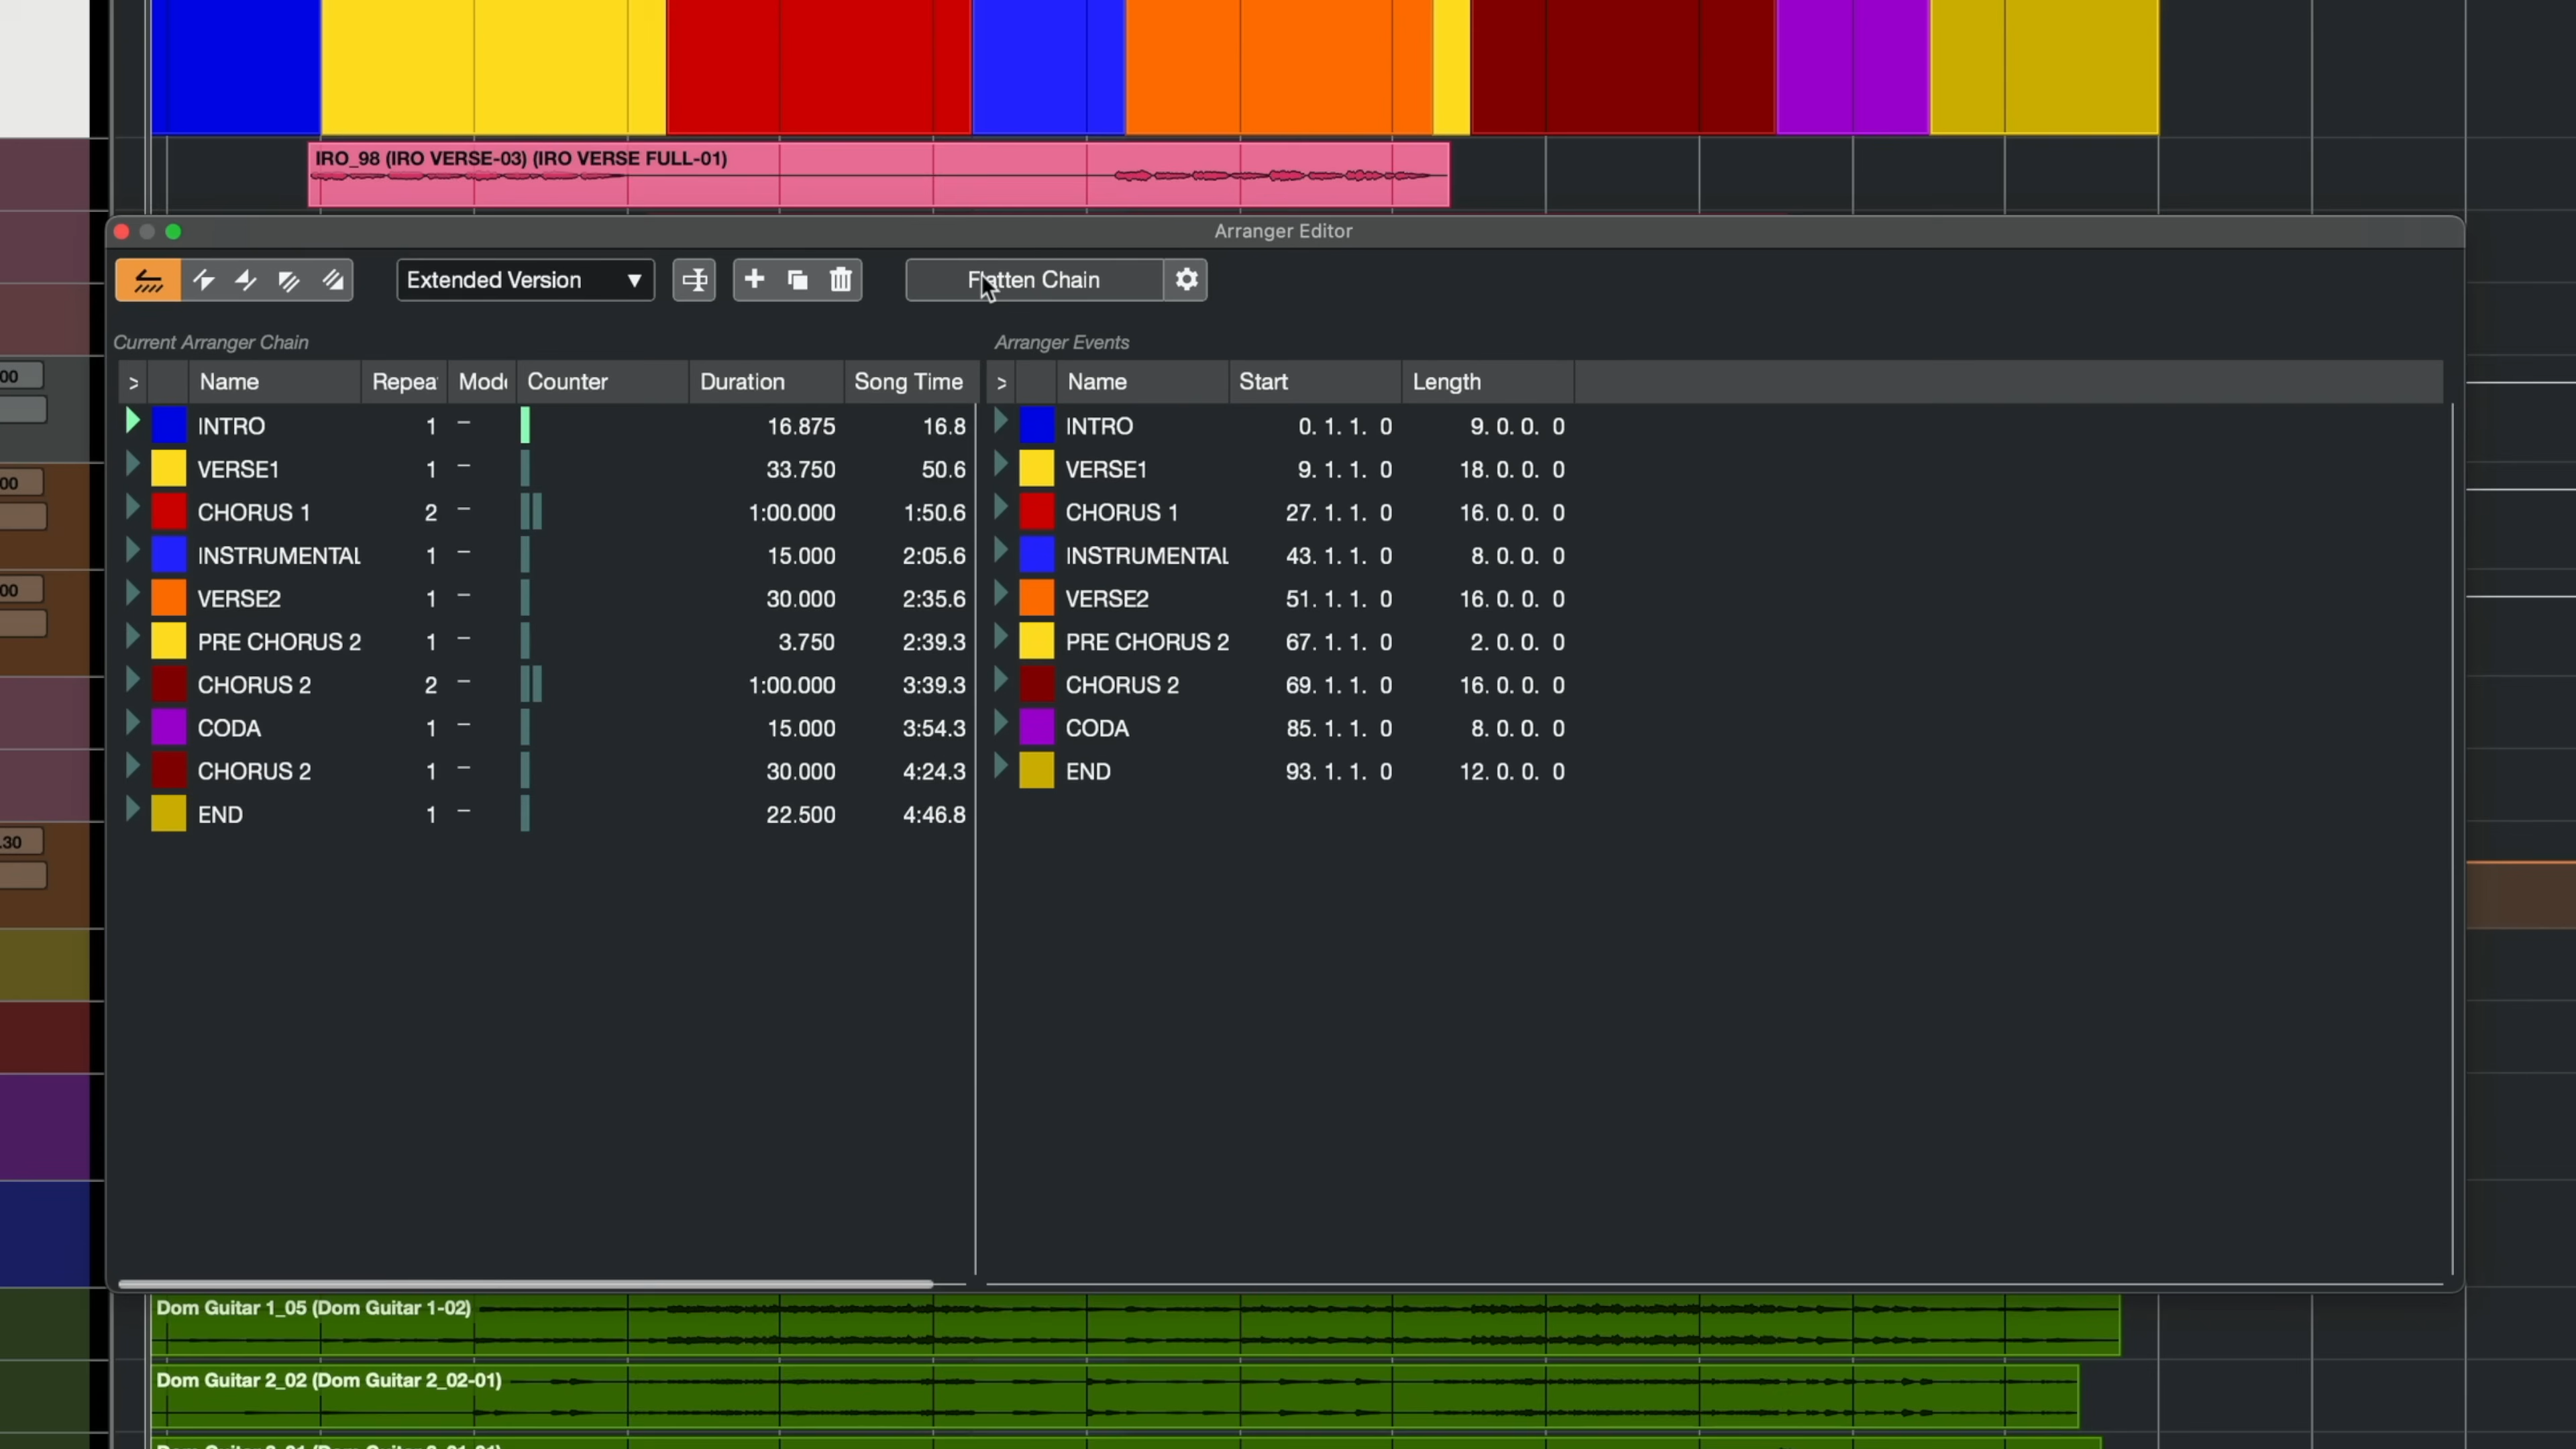 IRO_98 (IRO VERSE-03) (IRO VERSE FULL-01)
Arranger Editor
Extended Version ▼ Flatten Chain
Current Arranger Chain
> Name Repea Mod Counter Duration Song Time
INTRO 1 – 16.875 16.8
VERSE1 1 – 33.750 50.6
CHORUS 1 2 – 1:00.000 1:50.6
INSTRUMENTAL 1 – 15.000 2:05.6
VERSE2 1 – 30.000 2:35.6
PRE CHORUS 2 1 – 3.750 2:39.3
CHORUS 2 2 – 1:00.000 3:39.3
CODA 1 – 15.000 3:54.3
CHORUS 2 1 – 30.000 4:24.3
END 1 – 22.500 4:46.8
Arranger Events
> Name Start Length
INTRO 0. 1. 1. 0 9. 0. 0. 0
VERSE1 9. 1. 1. 0 18. 0. 0. 0
CHORUS 1 27. 1. 1. 0 16. 0. 0. 0
INSTRUMENTAL 43. 1. 1. 0 8. 0. 0. 0
VERSE2 51. 1. 1. 0 16. 0. 0. 0
PRE CHORUS 2 67. 1. 1. 0 2. 0. 0. 0
CHORUS 2 69. 1. 1. 0 16. 0. 0. 0
CODA 85. 1. 1. 0 8. 0. 0. 0
END 93. 1. 1. 0 12. 0. 0. 0
00
00
00
.30
Dom Guitar 1_05 (Dom Guitar 1-02)
Dom Guitar 2_02 (Dom Guitar 2_02-01)